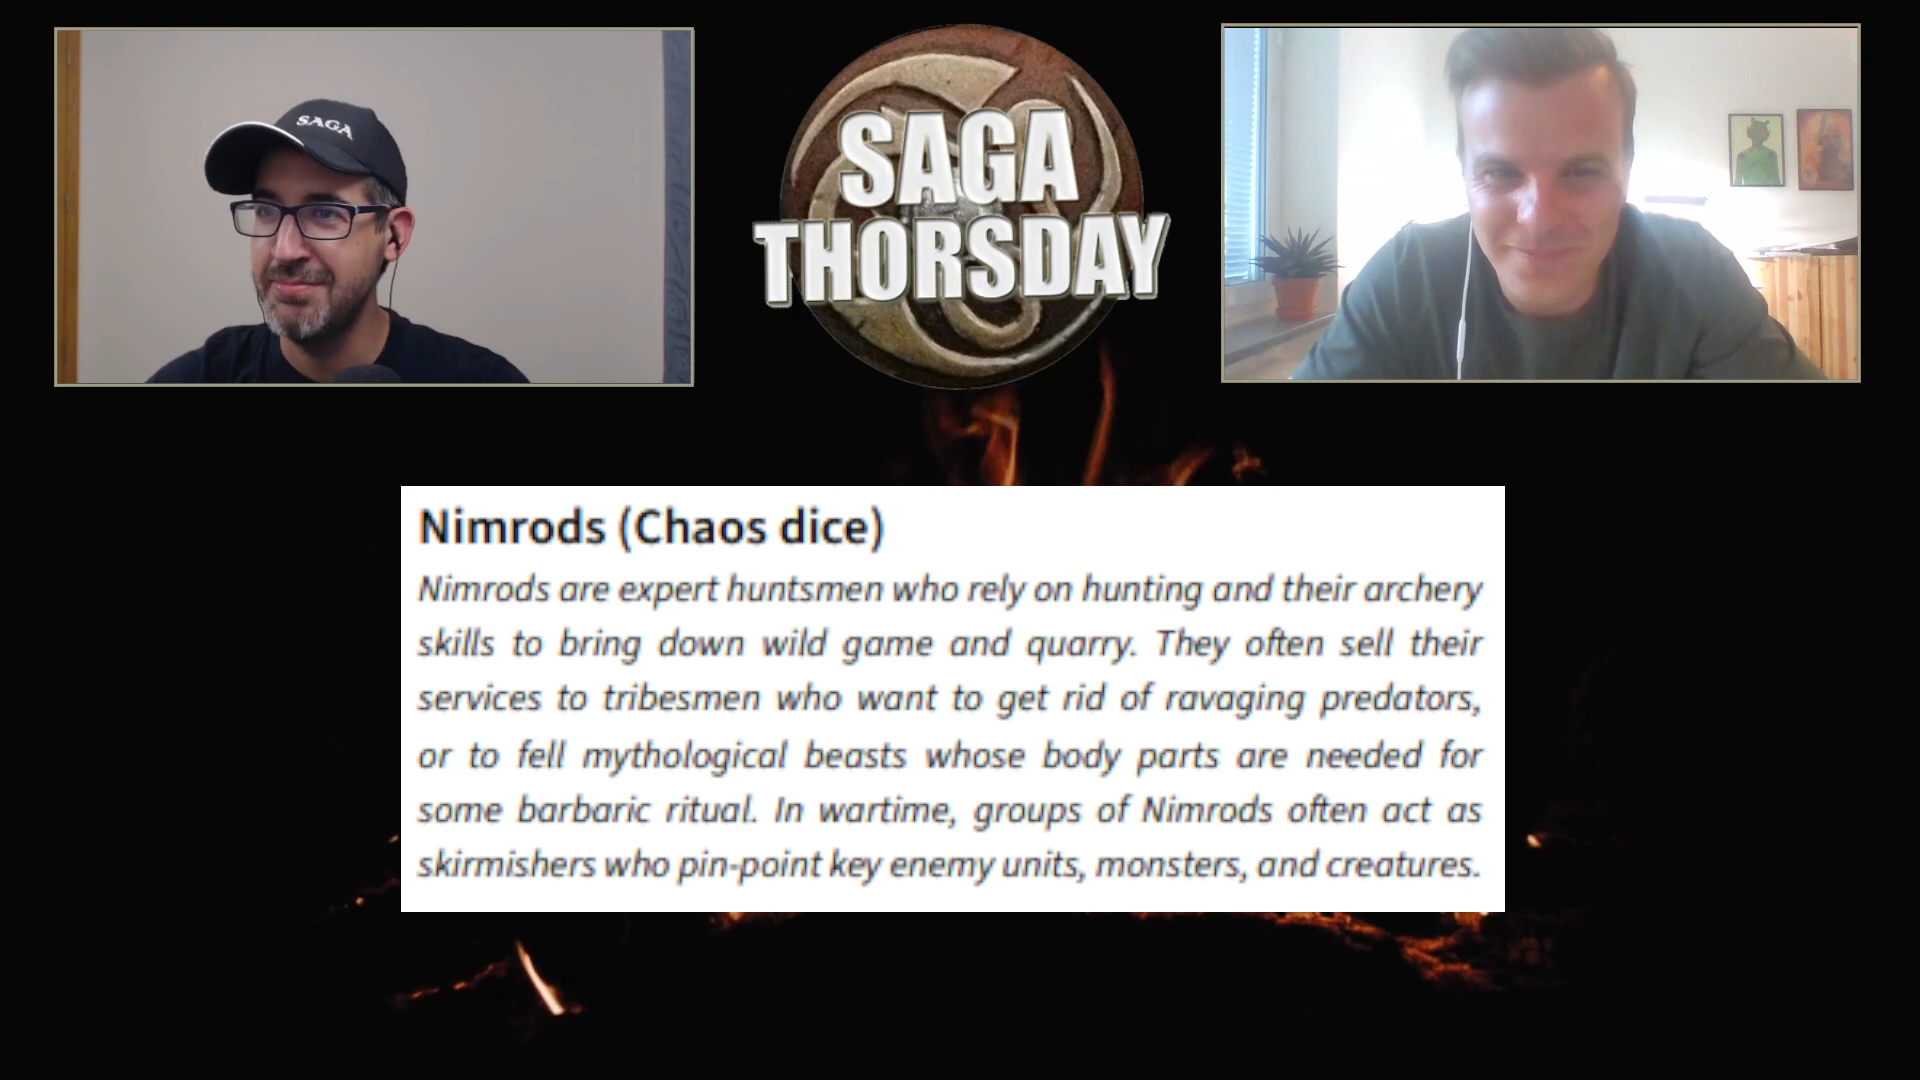 SAGA
SAGA
THORSDAY
Nimrods (Chaos dice)
Nimrods are expert huntsmen who rely on hunting and their archery
skills to bring down wild game and quarry. They often sell their
services to tribesmen who want to get rid of ravaging predators,
or to fell mythological beasts whose body parts are needed for
some barbaric ritual. In wartime, groups of Nimrods often act as
skirmishers who pin-point key enemy units, monsters, and creatures.